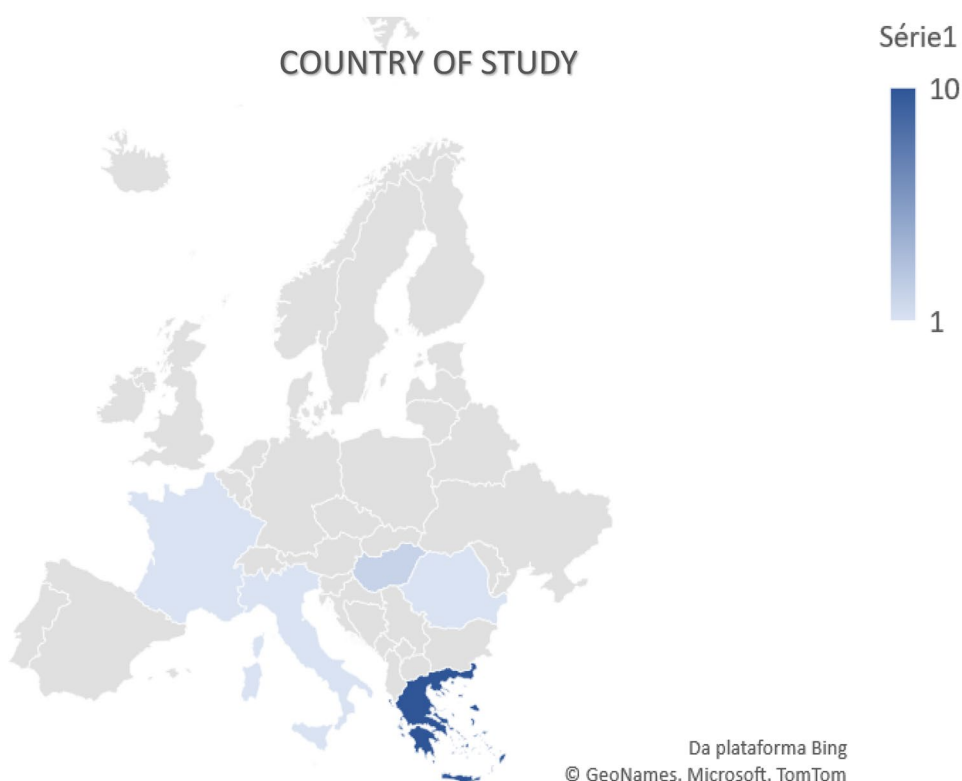 COUNTRY OF STUDY
Série1
10
1
Da plataforma Bing
© GeoNames, Microsoft, TomTom